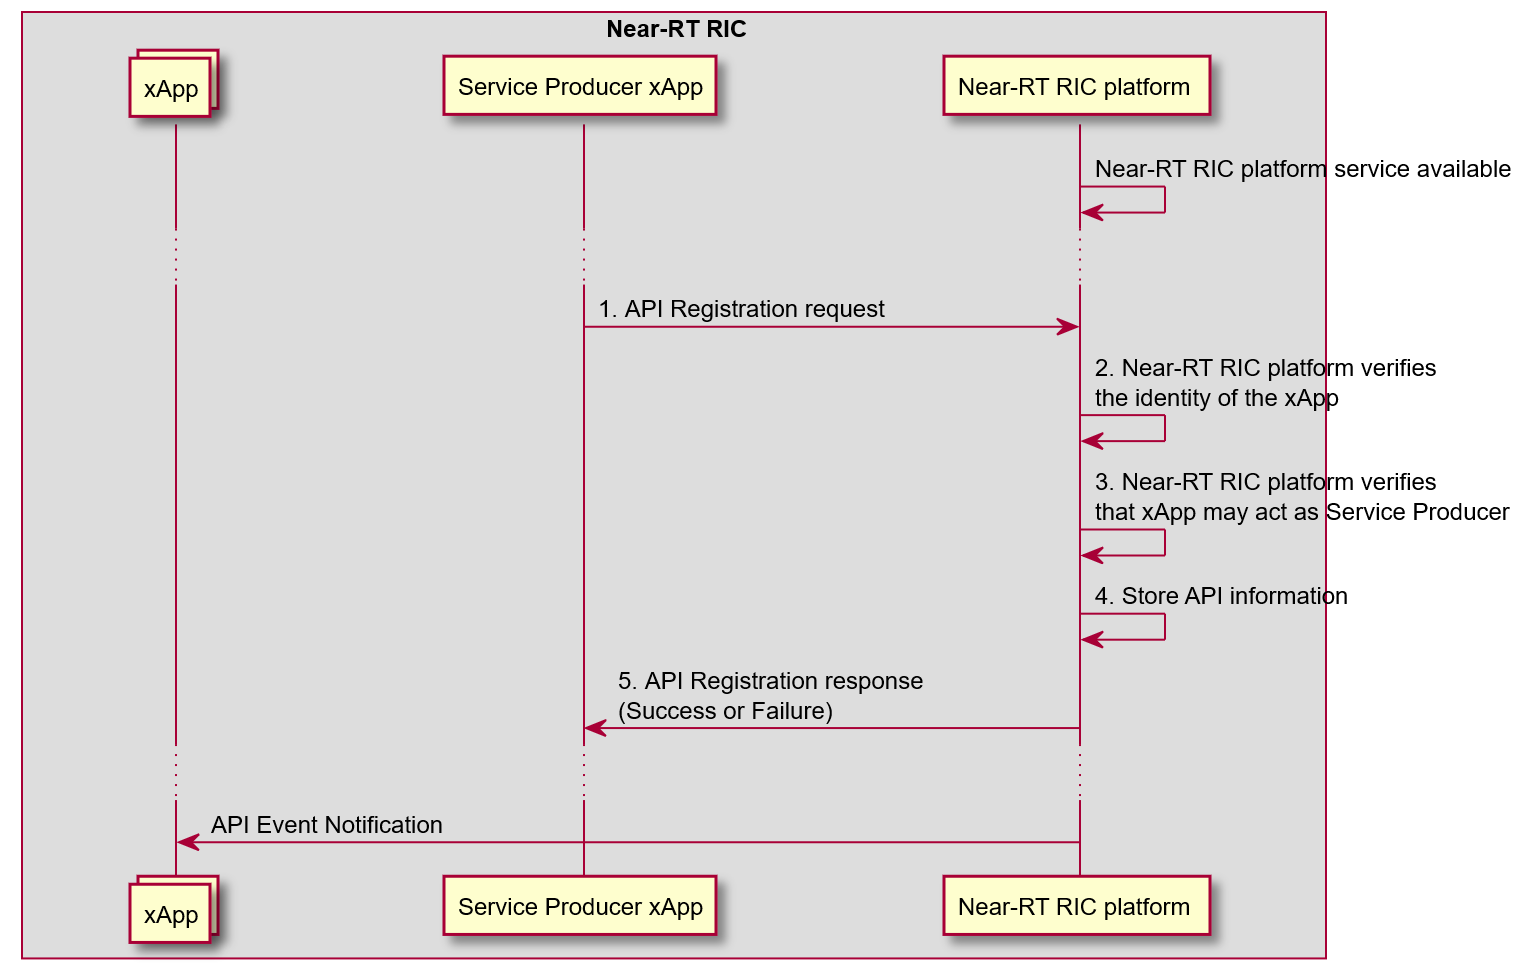 Near-RT RIC
xApp
Service Producer xApp
Near-RT RIC platform
Near-RT RIC platform service available
1. API Registration request
2. Near-RT RIC platform verifies
the identity of the xApp
3. Near-RT RIC platform verifies
that xApp may act as Service Producer
4. Store API information
5. API Registration response
(Success or Failure)
API Event Notification
xApp
Service Producer xApp
Near-RT RIC platform